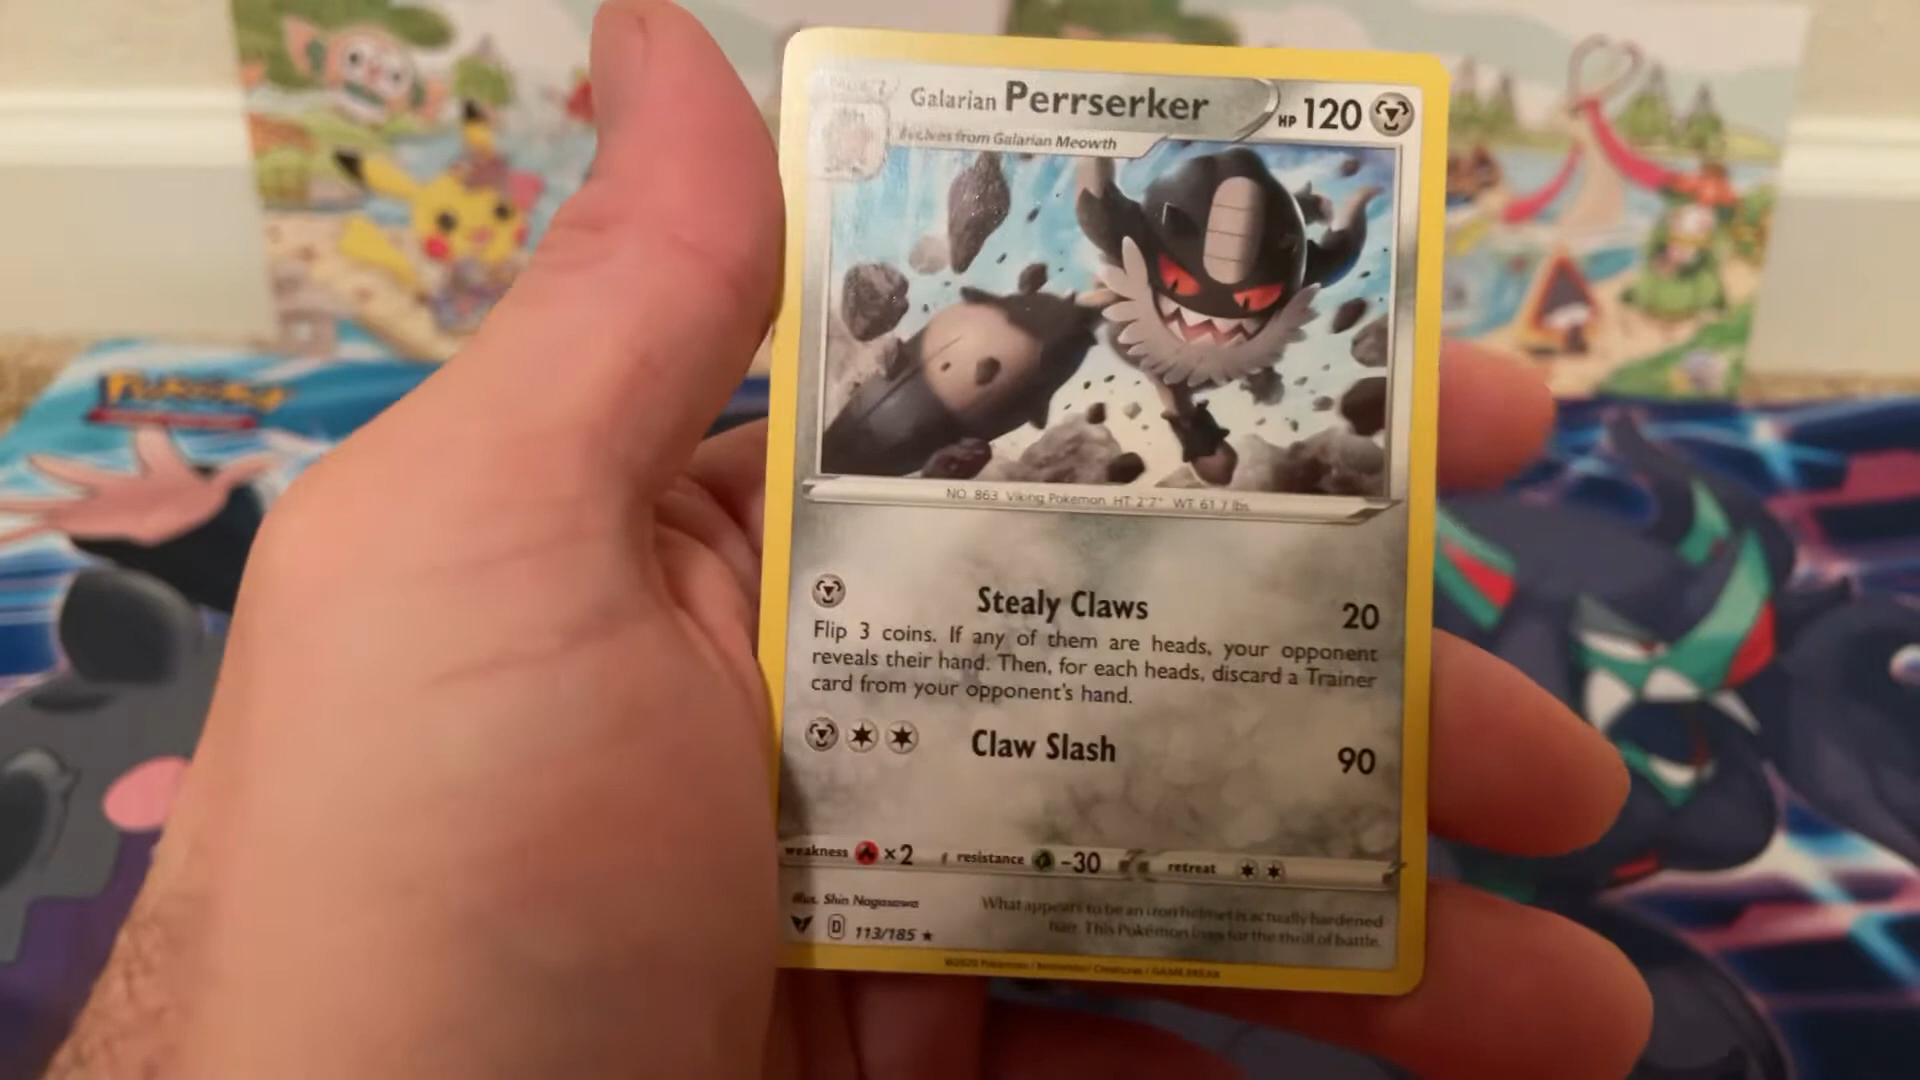 Galarian Perrserker HP 120
Evolves from Galarian Meowth
Pokémon
NO. 863 Viking Pokémon HT 2'7" WT 61.7 lbs.
Stealy Claws 20
Flip 3 coins. If any of them are heads, your opponent
reveals their hand. Then, for each heads, discard a Trainer
card from your opponent's hand.
Claw Slash 90
weakness ×2 resistance -30 retreat
Illus. Shin Nagasawa
What appears to be an iron helmet is actually hardened
hair. This Pokémon lives for the thrill of battle.
D 113/185 ★
©2020 Pokémon / Nintendo / Creatures / GAME FREAK